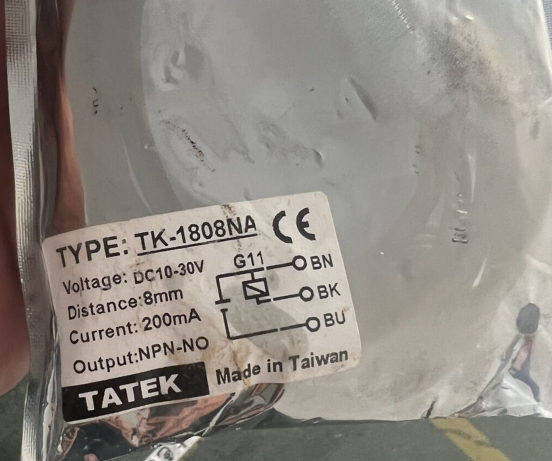 TYPE: TK-1808NA CE
Voltage: DC10-30V
Distance:8mm
Current: 200mA
Output:NPN-NO
G11
BN
BK
BU
TATEK
Made in Taiwan